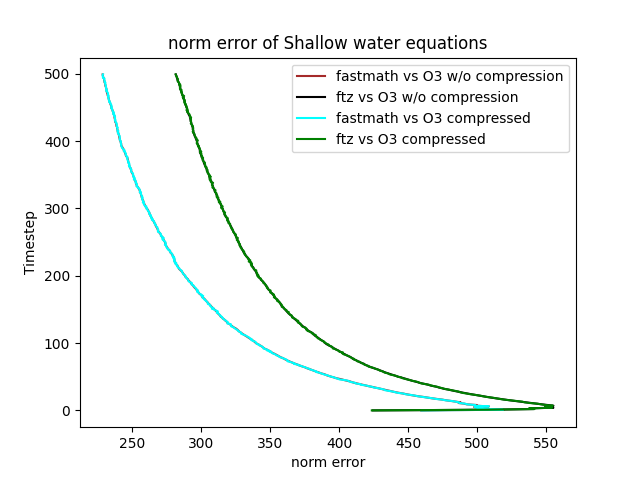 norm error of Shallow water equations
fastmath vs O3 w/o compression
ftz vs O3 w/o compression
fastmath vs O3 compressed
ftz vs O3 compressed
500
400
300
200
100
0
Timestep
250 300 350 400 450 500 550
norm error